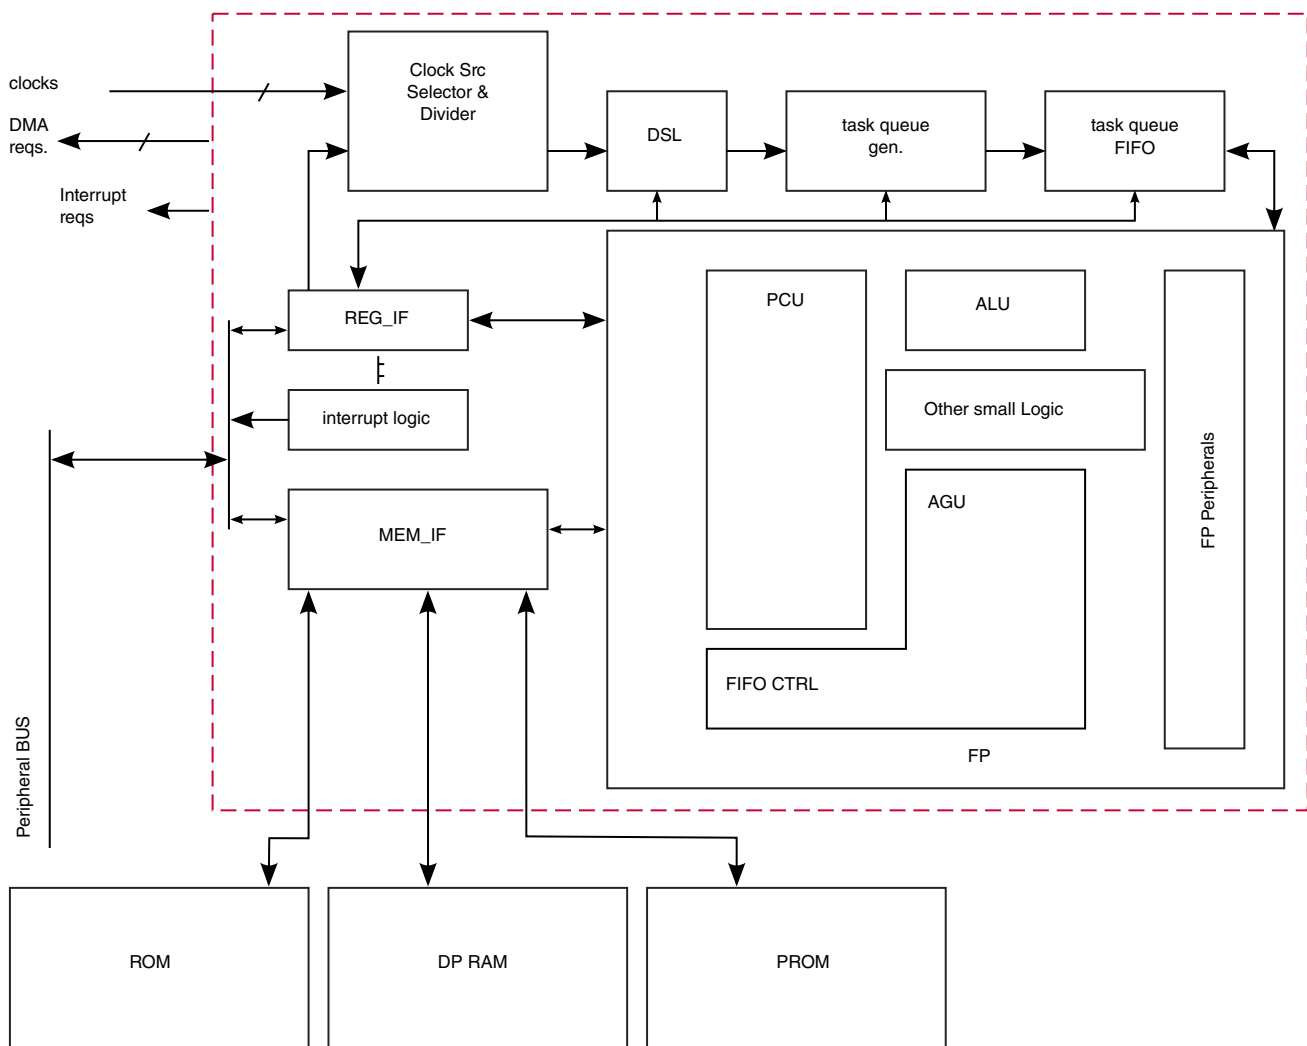 clocks
DMA
reqs.
Interrupt
reqs
Clock Src
Selector &
Divider
DSL
task queue
gen.
task queue
FIFO
REG_IF
interrupt logic
MEM_IF
PCU
ALU
Other small Logic
AGU
FIFO CTRL
FP
FP Peripherals
Peripheral BUS
ROM
DP RAM
PROM